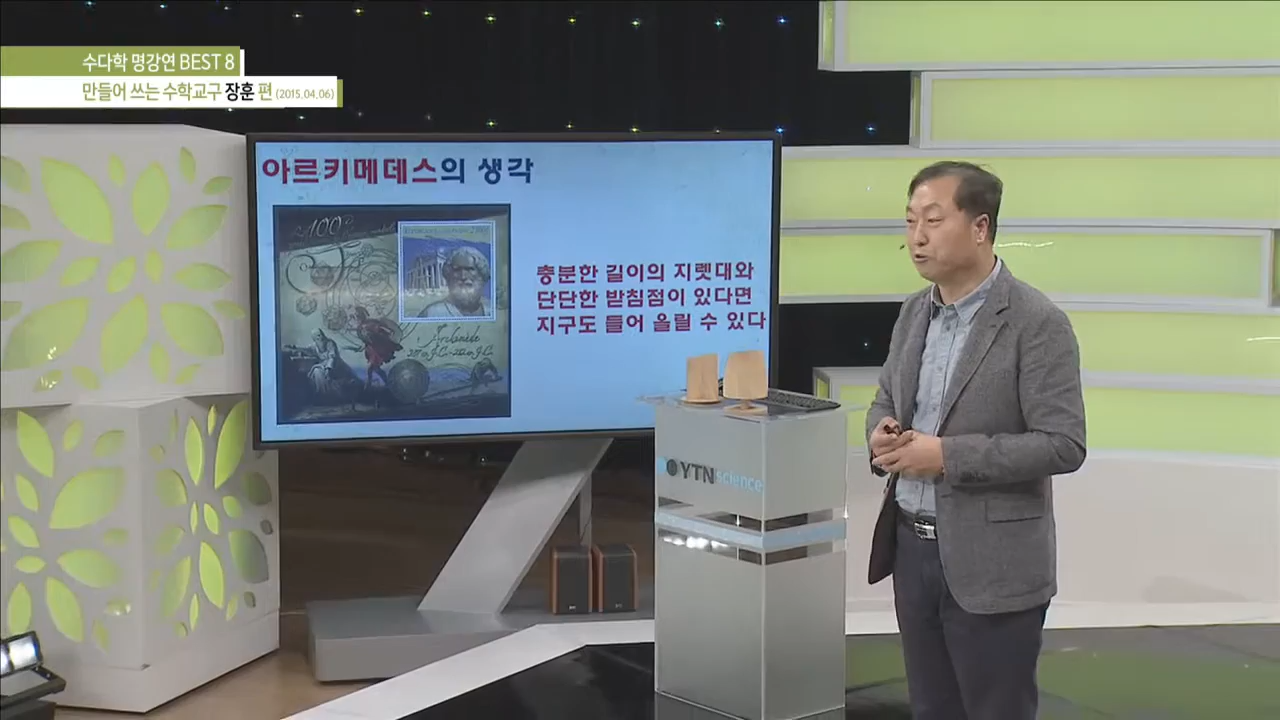 수다학 명강연 BEST 8
만들어 쓰는 수학교구 장훈 편 (2015.04.06)
아르키메데스의 생각
100
충분한 길이의 지렛대와
단단한 받침점이 있다면
지구도 들어 올릴 수 있다
Archimède
YTN science